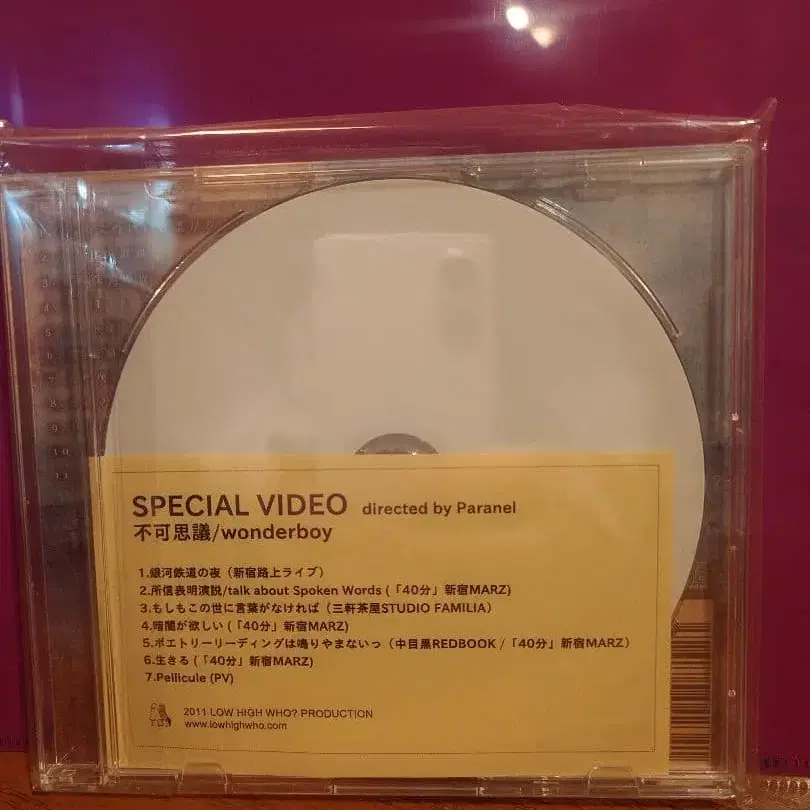 SPECIAL VIDEO directed by Paranel
不可思議/wonderboy
1.銀河鉄道の夜（新宿路上ライブ）
2.所信表明演説/talk about Spoken Words (「40分」新宿MARZ)
3.もしもこの世に言葉がなければ（三軒茶屋STUDIO FAMILIA）
4.暗闇が欲しい (「40分」新宿MARZ)
5.ポエトリーリーディングは鳴りやまないっ（中目黒REDBOOK /「40分」新宿MARZ）
6.生きる (「40分」新宿MARZ)
7.Pellicule (PV)
2011 LOW HIGH WHO? PRODUCTION
www.lowhighwho.com